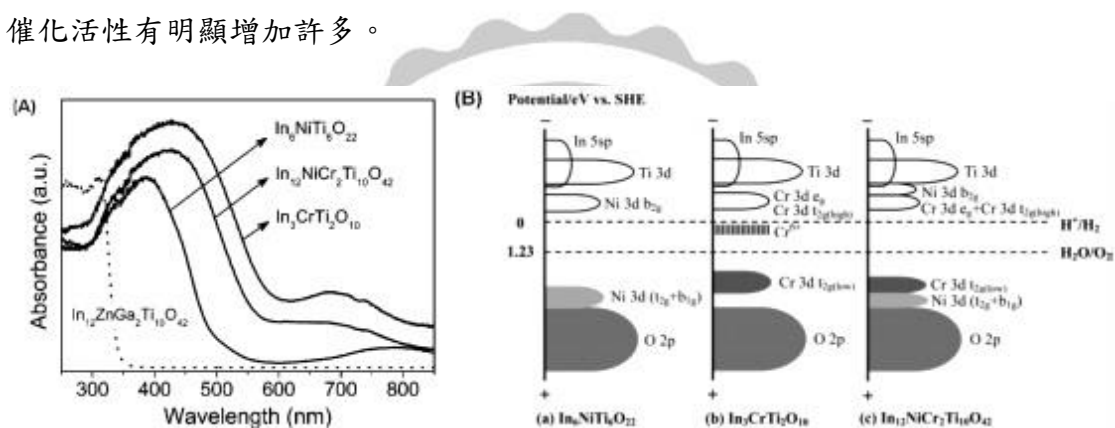 催化活性有明顯增加許多。
(A)
In₆NiTi₆O₂₂
In₁₂NiCr₂Ti₁₀O₄₂
In₃CrTi₂O₁₀
In₁₂ZnGa₂Ti₁₀O₄₂
Absorbance (a.u.)
300 400 500 600 700 800
Wavelength (nm)
(B) Potential/eV vs. SHE
− − −
In 5sp In 5sp In 5sp
Ti 3d Ti 3d Ti 3d
Ni 3d b₂g Cr 3d eg Ni 3d b₂g
Cr 3d t₂g(high) Cr 3d eg+Cr 3d t₂g(high)
0 H⁺/H₂
Cr⁶⁺
1.23 H₂O/O₂
Ni 3d (t₂g+b₁g) Cr 3d t₂g(low) Cr 3d t₂g(low)
Ni 3d (t₂g+b₁g)
O 2p O 2p O 2p
+ + +
(a) In₆NiTi₆O₂₂ (b) In₃CrTi₂O₁₀ (c) In₁₂NiCr₂Ti₁₀O₄₂